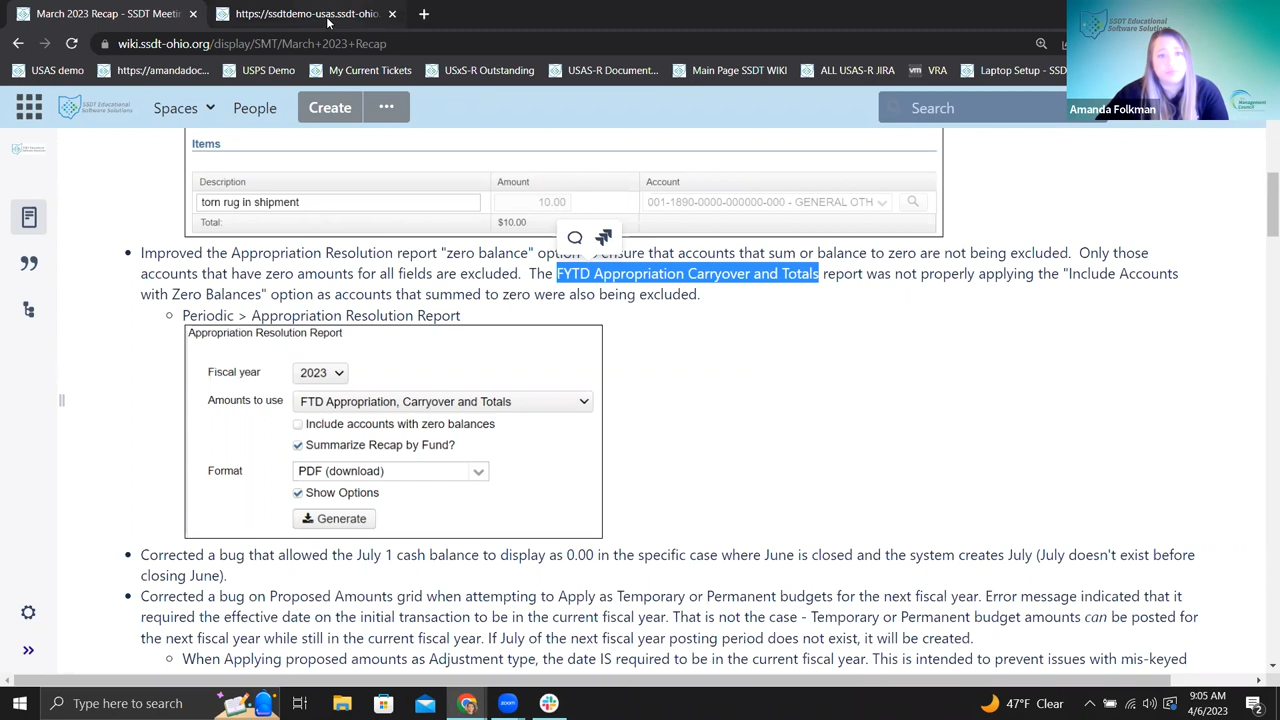 March 2023 SSDT Meeti
https://ssdtdemo-usas.ssdt-ohio.
wiki.ssdt-ohio.org/display/SMT/March+2023+Recap
USAS demo
https://amandadoc...
USPS Demo
My Current Tickets
USxS-R Outstanding
USAS-R Document...
Main Page SSDT WIKI
ALL USAS-R JIRA
vm VRA
Laptop Setup - SSD
SSDT Educational
Software Solutions
Amanda Folkman
Management
Council
SSDT Educational
Software Solutions
Spaces
People
Create
Search
Items
Description
Amount
Account
torn rug in shipment
10.00
001-1890-0000-000000-000 - GENERAL OTH
Total:
$10.00
Improved the Appropriation Resolution report "zero balance" option to ensure that accounts that sum or balance to zero are not being excluded. Only those
accounts that have zero amounts for all fields are excluded. The FYTD Appropriation Carryover and Totals report was not properly applying the "Include Accounts
with Zero Balances" option as accounts that summed to zero were also being excluded.
Periodic > Appropriation Resolution Report
Appropriation Resolution Report
Fiscal year
2023
Amounts to use
FTD Appropriation, Carryover and Totals
Include accounts with zero balances
Summarize Recap by Fund?
Format
PDF (download)
Show Options
Generate
Corrected a bug that allowed the July 1 cash balance to display as 0.00 in the specific case where June is closed and the system creates July (July doesn't exist before
closing June).
Corrected a bug on Proposed Amounts grid when attempting to Apply as Temporary or Permanent budgets for the next fiscal year. Error message indicated that it
required the effective date on the initial transaction to be in the current fiscal year. That is not the case - Temporary or Permanent budget amounts can be posted for
the next fiscal year while still in the current fiscal year. If July of the next fiscal year posting period does not exist, it will be created.
When Applying proposed amounts as Adjustment type, the date IS required to be in the current fiscal year. This is intended to prevent issues with mis-keyed
Type here to search
zoom
47°F Clear
9:05 AM
4/6/2023
2